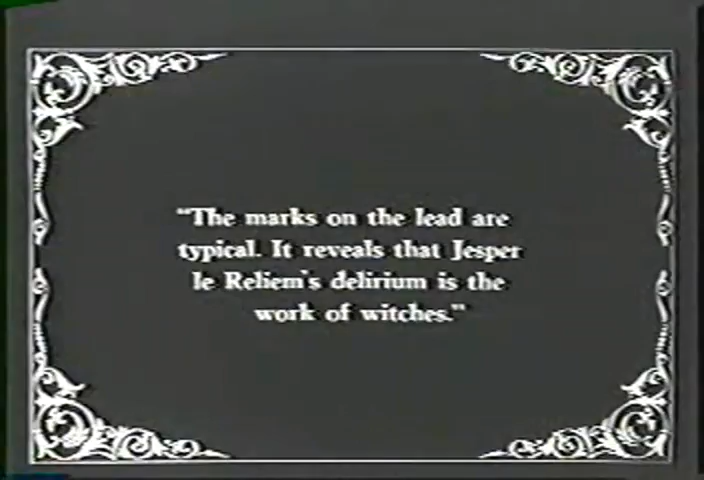 “The marks on the lead are
typical. It reveals that Jesper
le Reliem's delirium is the
work of witches.”